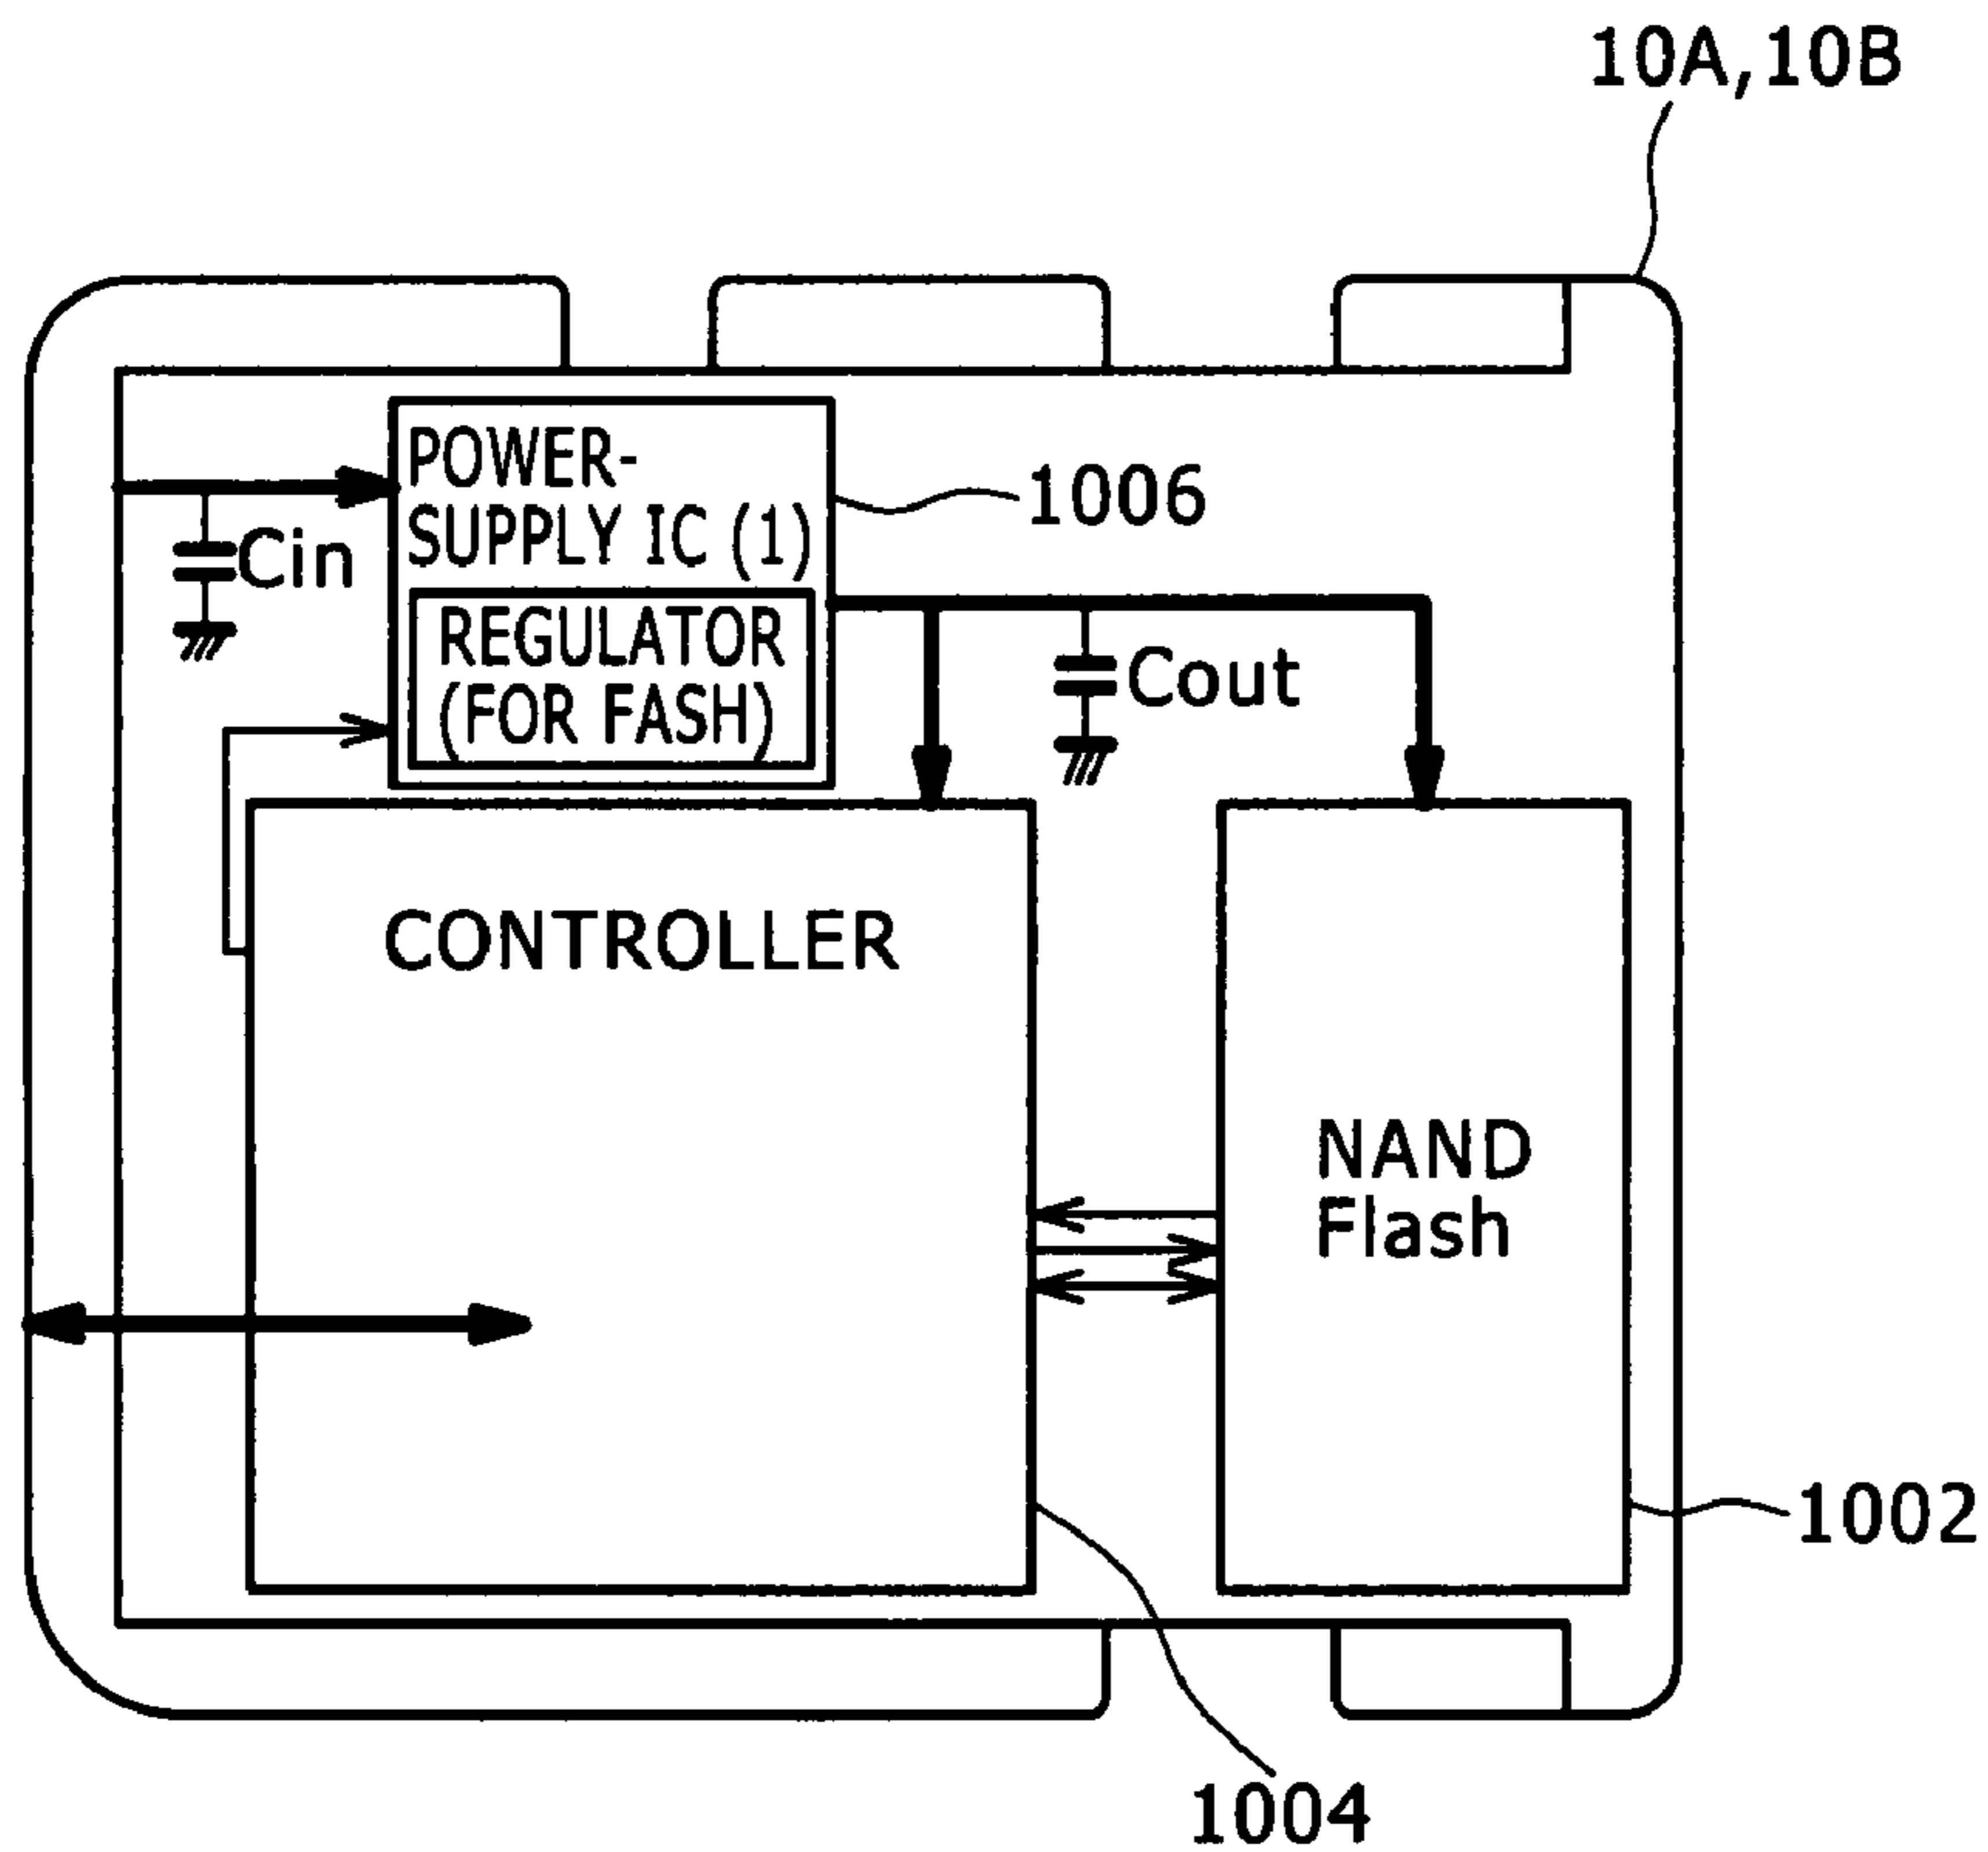 10A,10B
POWER-
SUPPLY IC (1)
REGULATOR
(FOR FASH)
1006
Cin
Cout
CONTROLLER
NAND
Flash
1002
1004